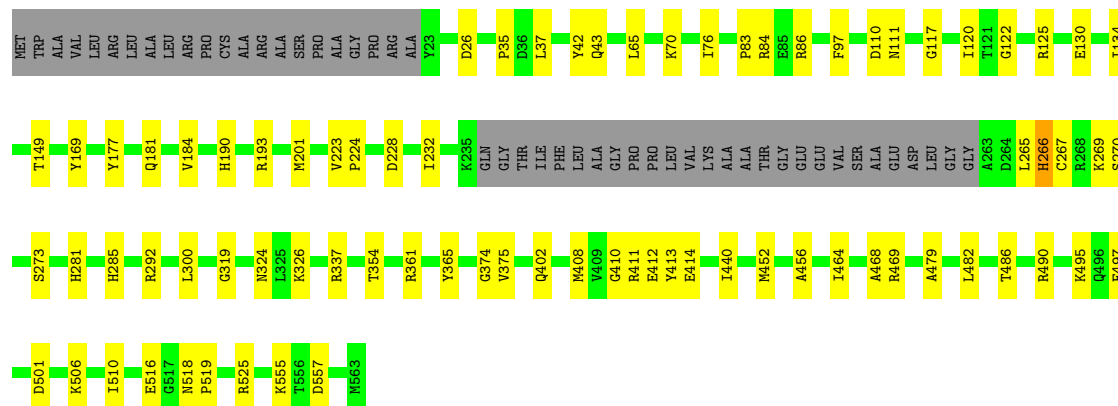 MET TRP ALA VAL LEU LEU ARG LEU LEU ALA LEU ARG PRO CYS ALA ARG ALA SER PRO ALA GLY PRO ARG ALA Y23 D26 P35 D36 L37 Y42 Q43 L65 K70 I76 P83 R84 E85 R86 F97 D110 N111 G117 I120 T121 G122 R125 E130
T149 Y169 Y177 Q181 V184 H190 R193 M201 V223 P224 D228 I232 K235 GLN GLY THR ILE PHE LEU ALA GLY PRO PRO LEU VAL LYS ALA ALA THR GLY GLU GLU VAL SER ALA GLU ASP LEU GLY GLY A263 D264 L265 H266 C267 R268 K269
S273 H281 H285 R292 L300 G319 N324 L325 K326 R337 T354 R361 Y365 G374 V375 Q402 M408 V409 G410 R411 E412 Y413 E414 I440 M452 A456 I464 A468 R469 A479 L482 T486 R490 K495 Q496
D501 K506 I510 E516 G517 N518 P519 R525 K555 T556 D557 M563